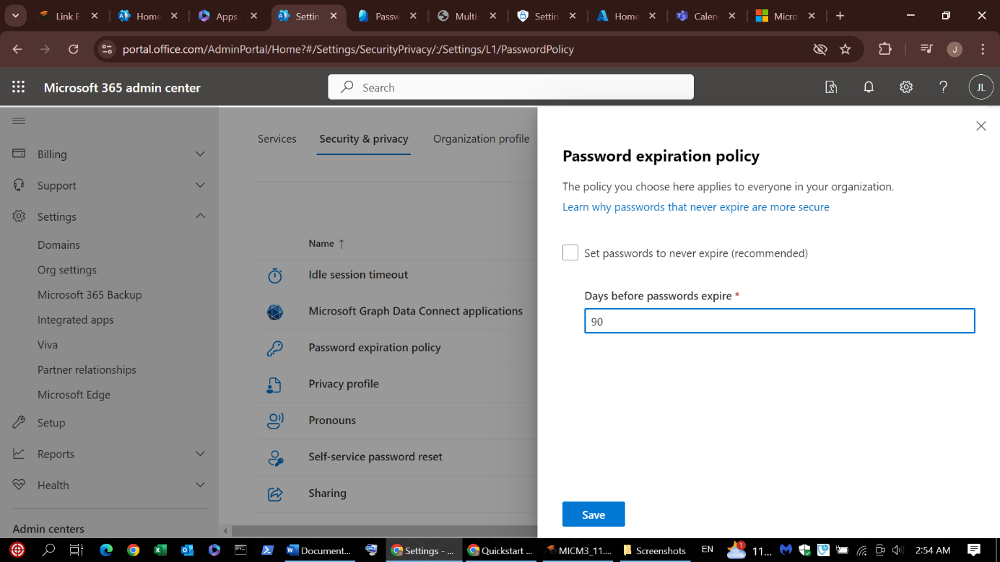 Link E
Home
Apps
Settin
Passw
Multi-
Settin
Home
Calen
Micro
portal.office.com/AdminPortal/Home?#/Settings/SecurityPrivacy/:/Settings/L1/PasswordPolicy
J
Microsoft 365 admin center
Search
JL
Billing
Support
Settings
Domains
Org settings
Microsoft 365 Backup
Integrated apps
Viva
Partner relationships
Microsoft Edge
Setup
Reports
Health
Admin centers
Services
Security & privacy
Organization profile
Name ↑
Idle session timeout
Microsoft Graph Data Connect applications
Password expiration policy
Privacy profile
Pronouns
Self-service password reset
Sharing
Password expiration policy
The policy you choose here applies to everyone in your organization.
Learn why passwords that never expire are more secure
Set passwords to never expire (recommended)
Days before passwords expire *
90
Save
Document...
Settings - ...
Quickstart ...
MICM3_11....
Screenshots
EN
1
11...
2:54 AM